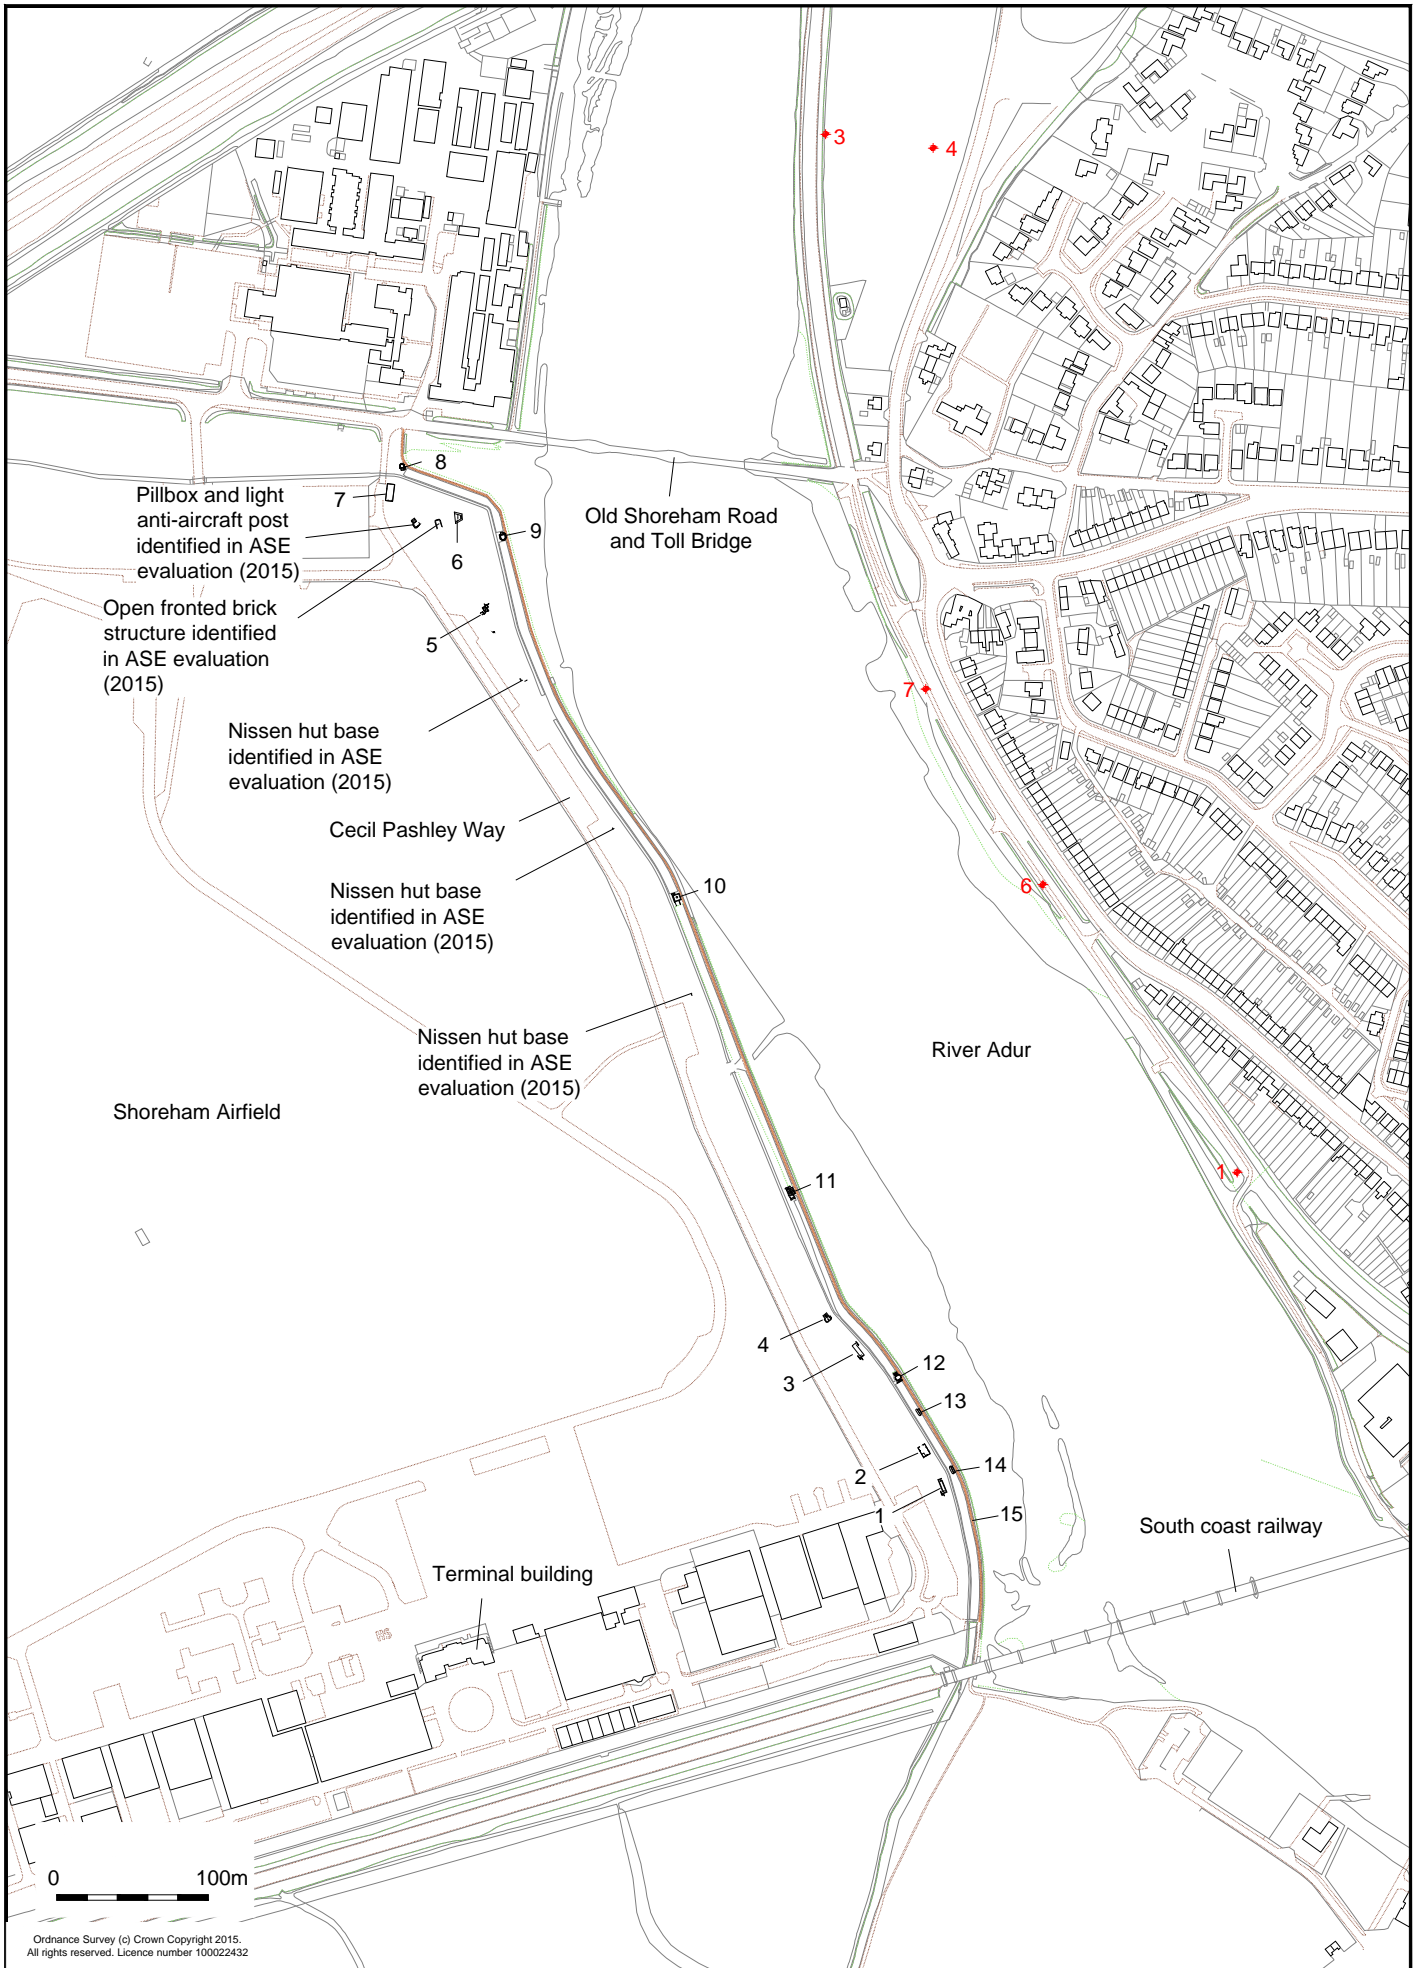 3
4
8
Pillbox and light
anti-aircraft post
identified in ASE
evaluation (2015)
7
6
9
Old Shoreham Road
and Toll Bridge
Open fronted brick
structure identified
in ASE evaluation
(2015)
5
7
Nissen hut base
identified in ASE
evaluation (2015)
Cecil Pashley Way
Nissen hut base
identified in ASE
evaluation (2015)
10
6
Nissen hut base
identified in ASE
evaluation (2015)
River Adur
Shoreham Airfield
11
1
4
3
12
13
2
14
1
15
South coast railway
Terminal building
0
100m
Ordnance Survey (c) Crown Copyright 2015.
All rights reserved. Licence number 100022432